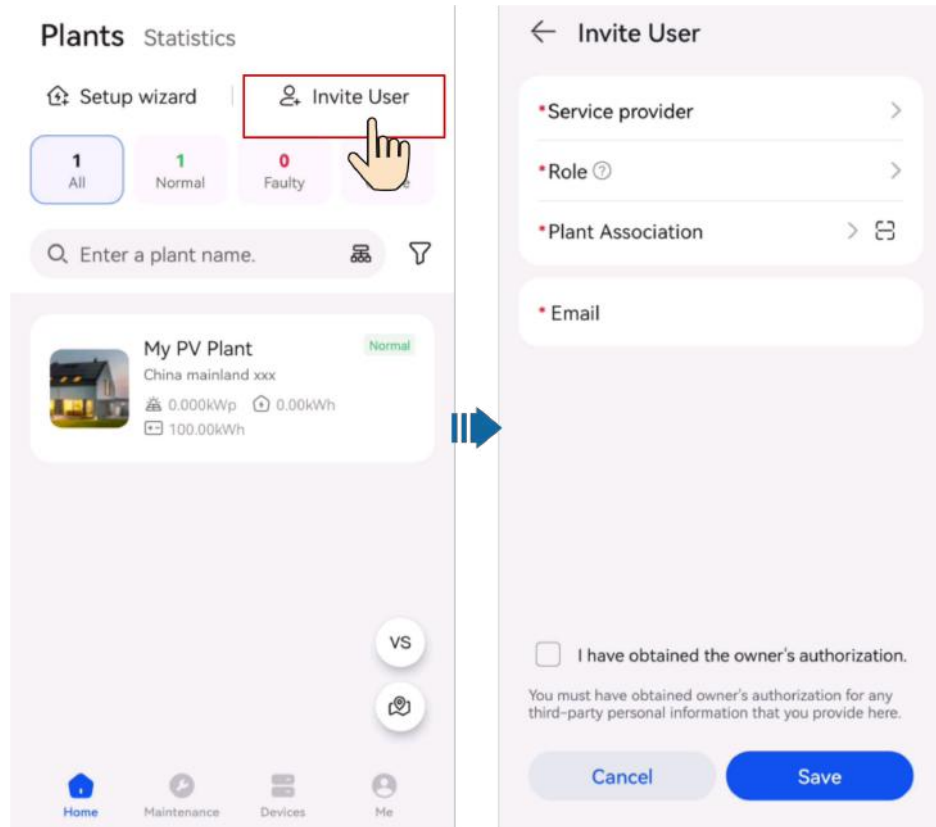 Plants Statistics
Setup wizard Invite User
1 1 0
All Normal Faulty
Enter a plant name.
My PV Plant Normal
China mainland xxx
0.000kWp 0.00kWh
100.00kWh
VS
Home Maintenance Devices Me
Invite User
*Service provider
*Role ?
*Plant Association
* Email
I have obtained the owner's authorization.
You must have obtained owner's authorization for any
third-party personal information that you provide here.
Cancel Save